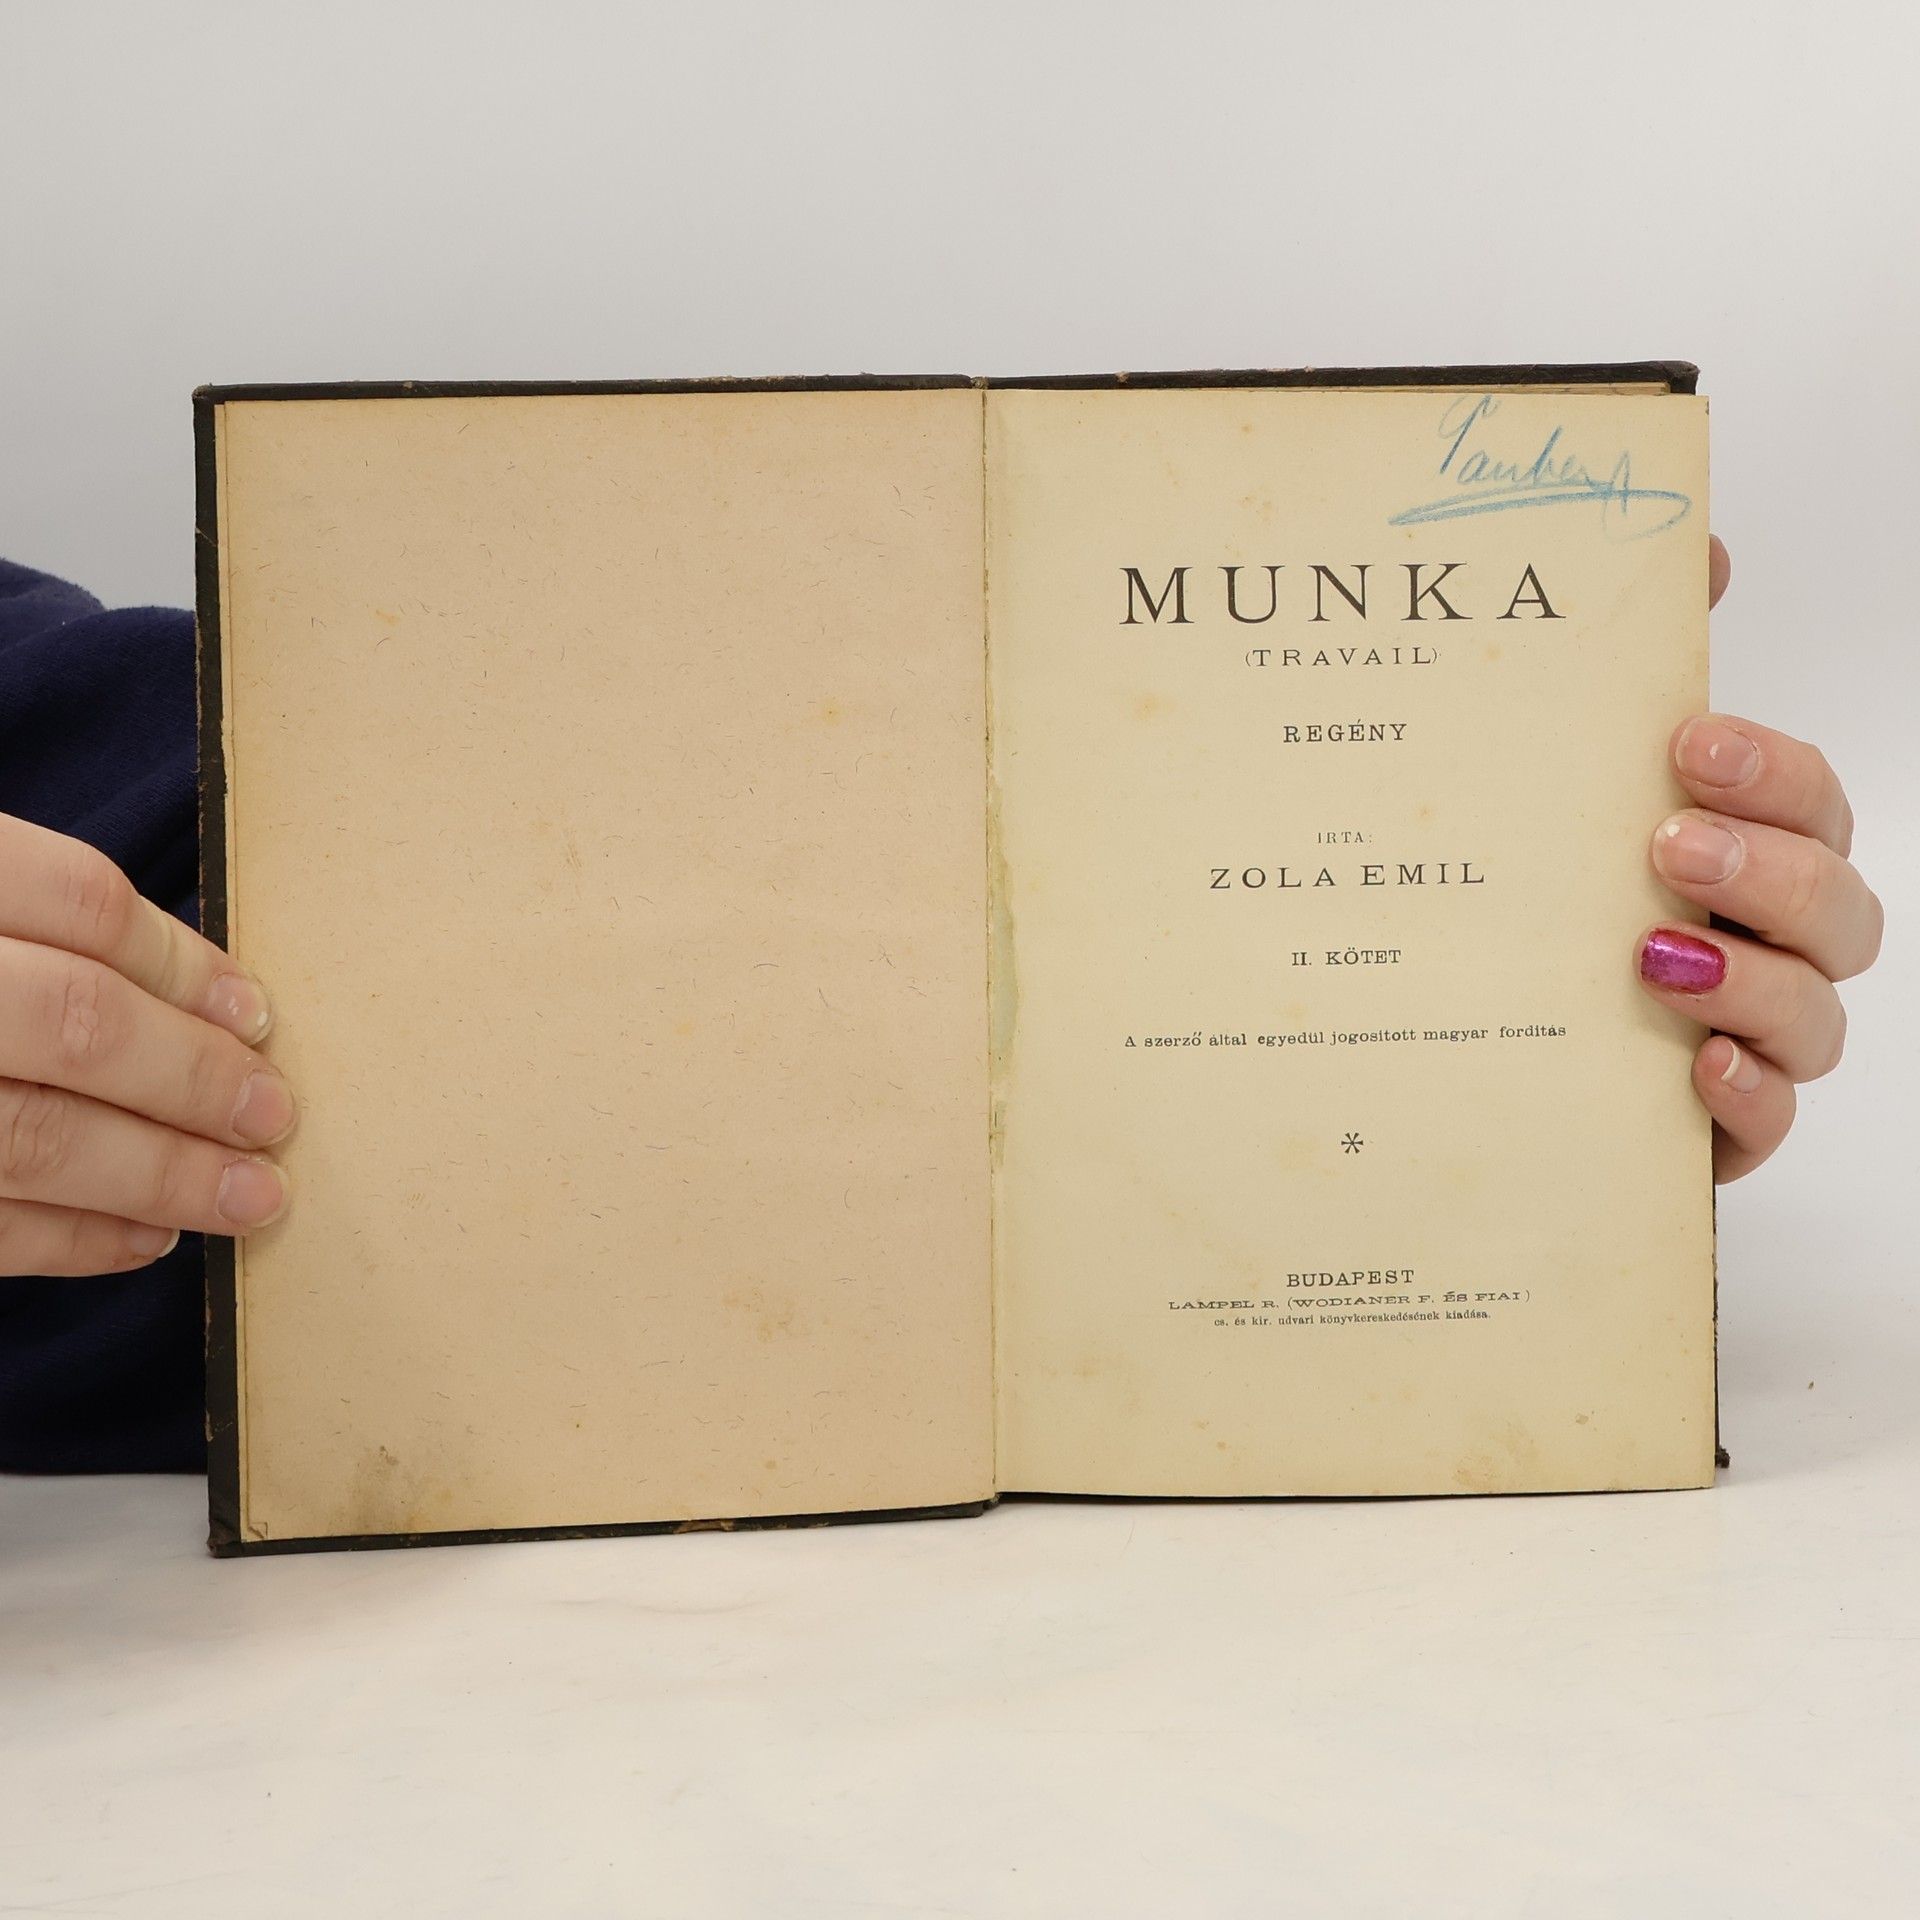 MUNKA
(TRAVAIL)
REGÉNY
IRTA:
ZOLA EMIL
II. KÖTET
A szerző által egyedül jogositott magyar forditás
*
BUDAPEST
LAMPEL R. (WODIANER F. ÉS FIAI)
cs. és kir. udvari könyvkereskedésének kiadása.